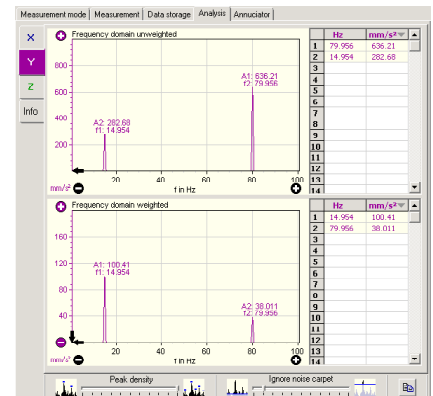 Measurement mode Measurement Data storage Analysis Annuciator
X
Y
Z
Info
Frequency domain unweighted
800
600
400
200
mm/s²
20 40 60 80 100
f in Hz
A2: 282.68
f1: 14.954
A1: 636.21
f2: 79.956
Hz mm/s²
1 79.956 636.21
2 14.954 282.68
3
4
5
6
7
8
9
10
11
12
13
14
Frequency domain weighted
160
120
80
40
mm/s²
20 40 60 80 100
f in Hz
A1: 100.41
f1: 14.954
A2: 38.011
f2: 79.956
Hz mm/s²
1 14.954 100.41
2 79.956 38.011
3
4
5
6
7
8
9
10
11
12
13
14
Peak density
Ignore noise carpet